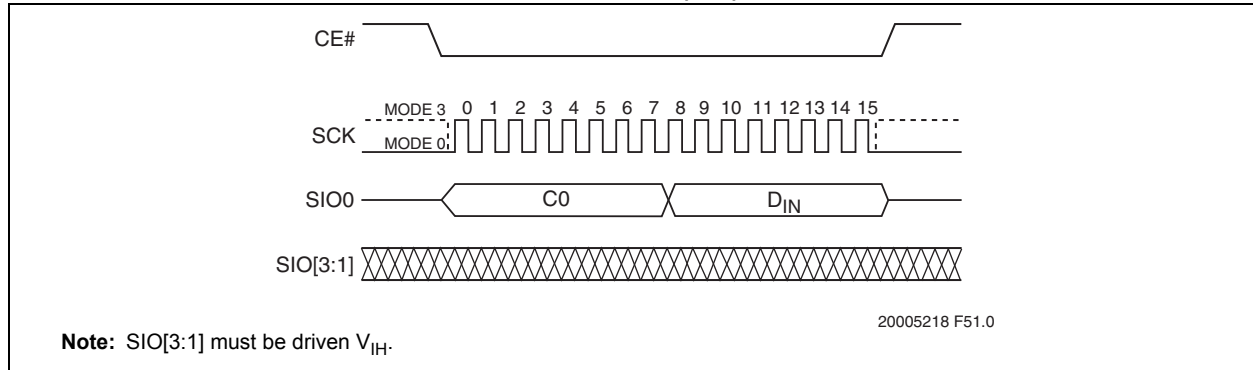 CE#
MODE 3 0 1 2 3 4 5 6 7 8 9 10 11 12 13 14 15
SCK
MODE 0
SIO0 C0 DIN
SIO[3:1]
20005218 F51.0
Note: SIO[3:1] must be driven VIH.